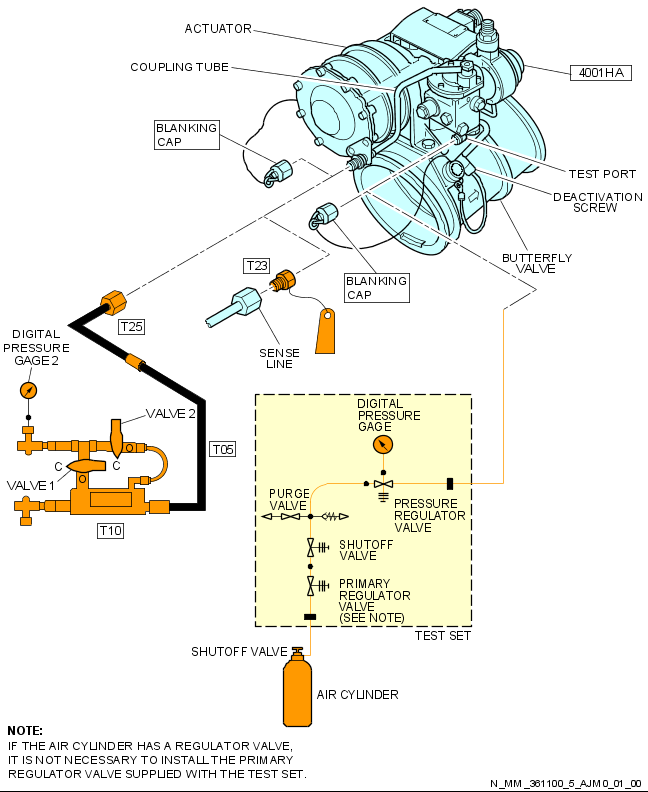 ACTUATOR
COUPLING TUBE
4001HA
BLANKING
CAP
TEST PORT
DEACTIVATION
SCREW
BUTTERFLY
VALVE
T23
BLANKING
CAP
T25
SENSE
LINE
DIGITAL
PRESSURE
GAGE 2
VALVE 2
T05
C
C
VALVE 1
T10
DIGITAL
PRESSURE
GAGE
PURGE
VALVE
PRESSURE
REGULATOR
VALVE
SHUTOFF
VALVE
PRIMARY
REGULATOR
VALVE
(SEE NOTE)
TEST SET
SHUTOFF VALVE
AIR CYLINDER
NOTE:
IF THE AIR CYLINDER HAS A REGULATOR VALVE,
IT IS NOT NECESSARY TO INSTALL THE PRIMARY
REGULATOR VALVE SUPPLIED WITH THE TEST SET.
N_MM_361100_5_AJM0_01_00